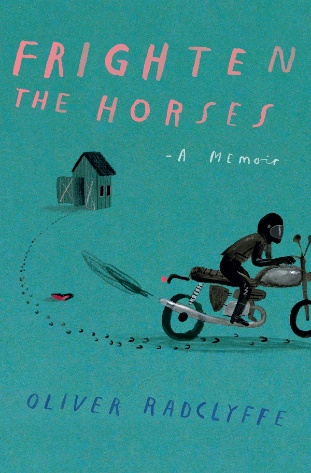 FRIGHTEN
THE HORSES
-A MEMOIR
OLIVER RADCLYFFE